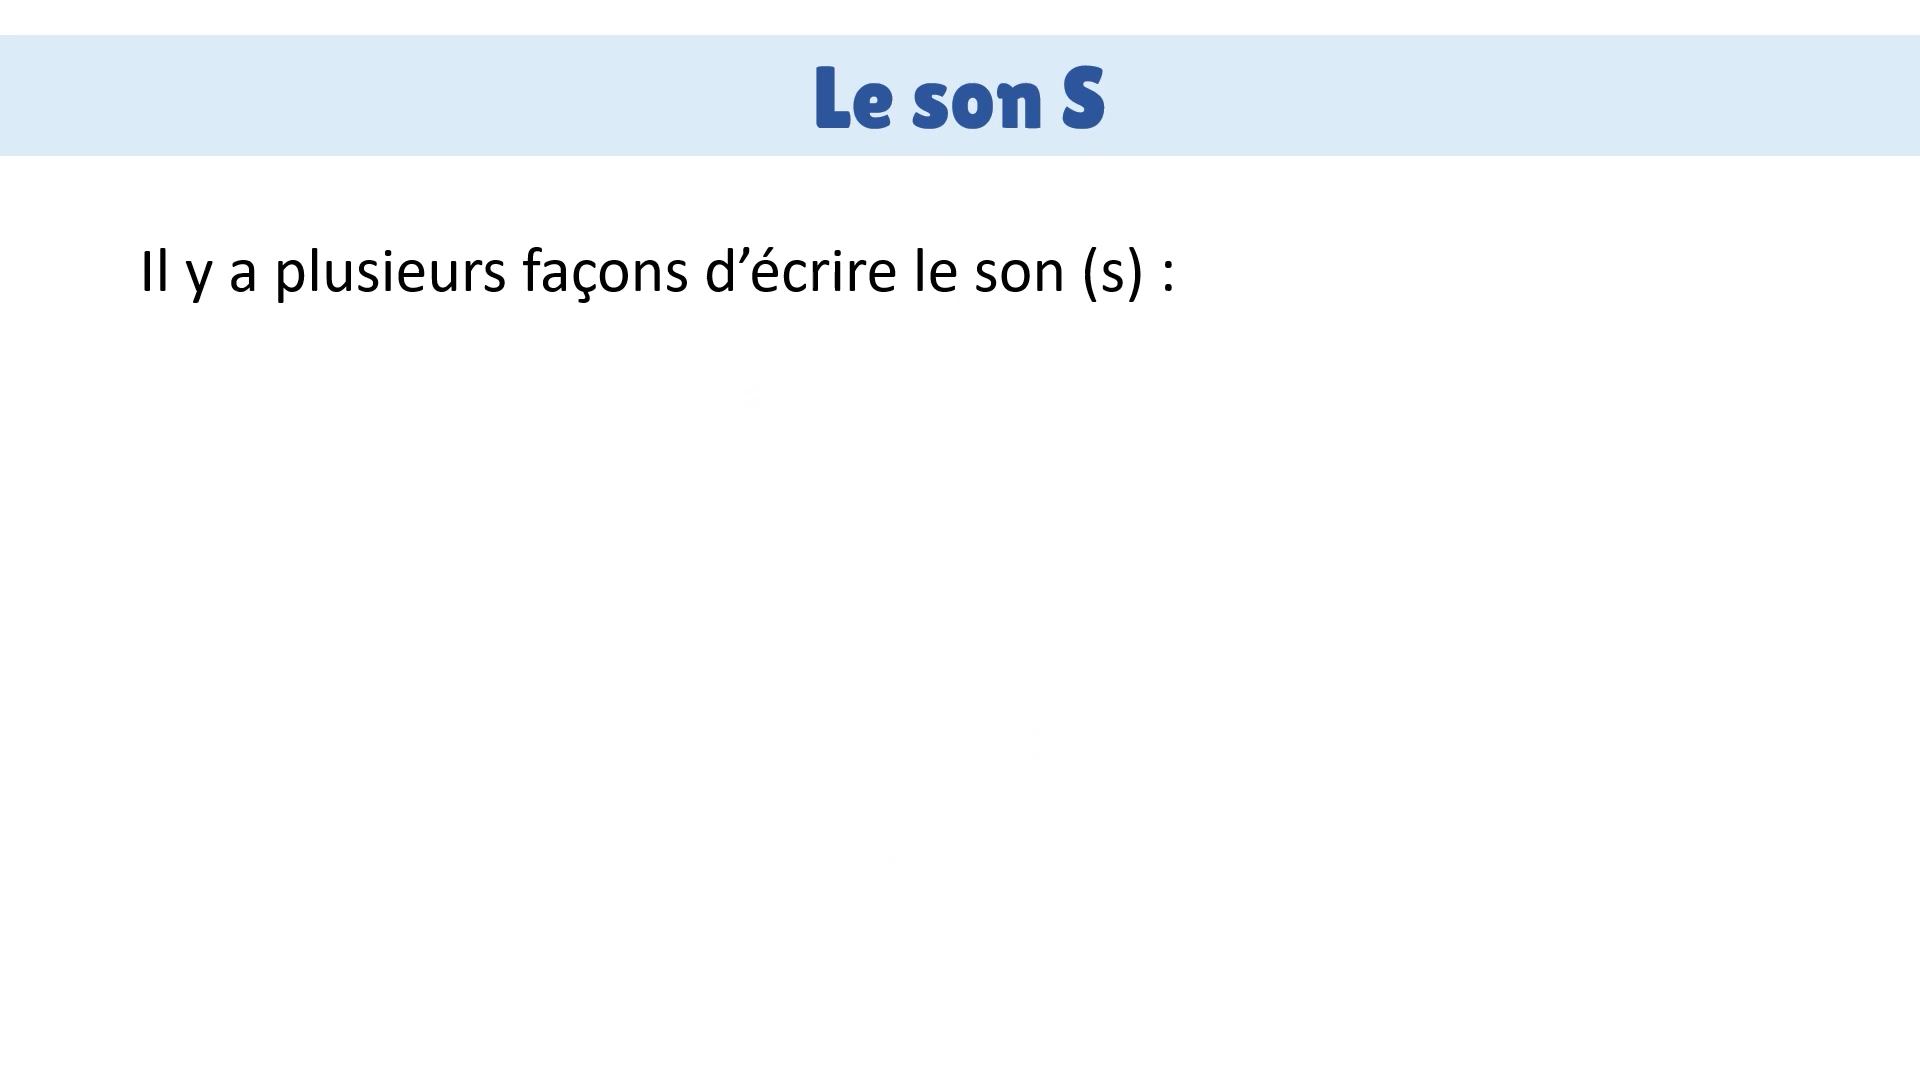 Le son S
Il y a plusieurs façons d’écrire le son (s) :